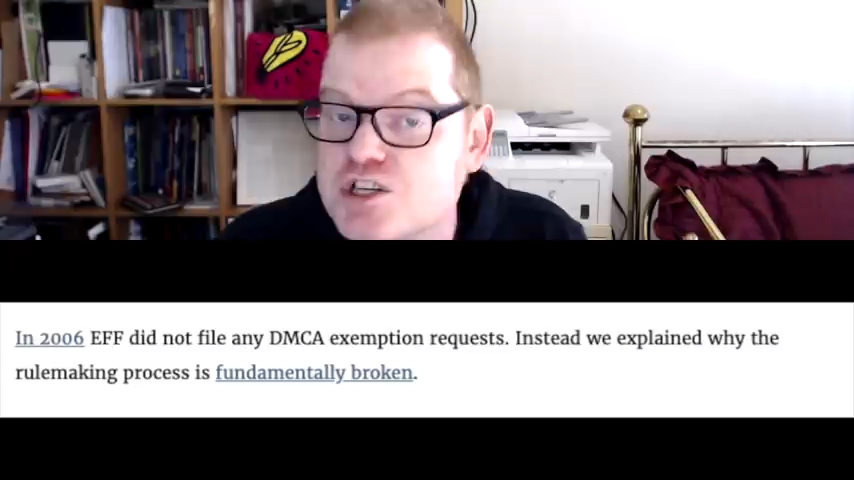 In 2006 EFF did not file any DMCA exemption requests. Instead we explained why the
rulemaking process is fundamentally broken.